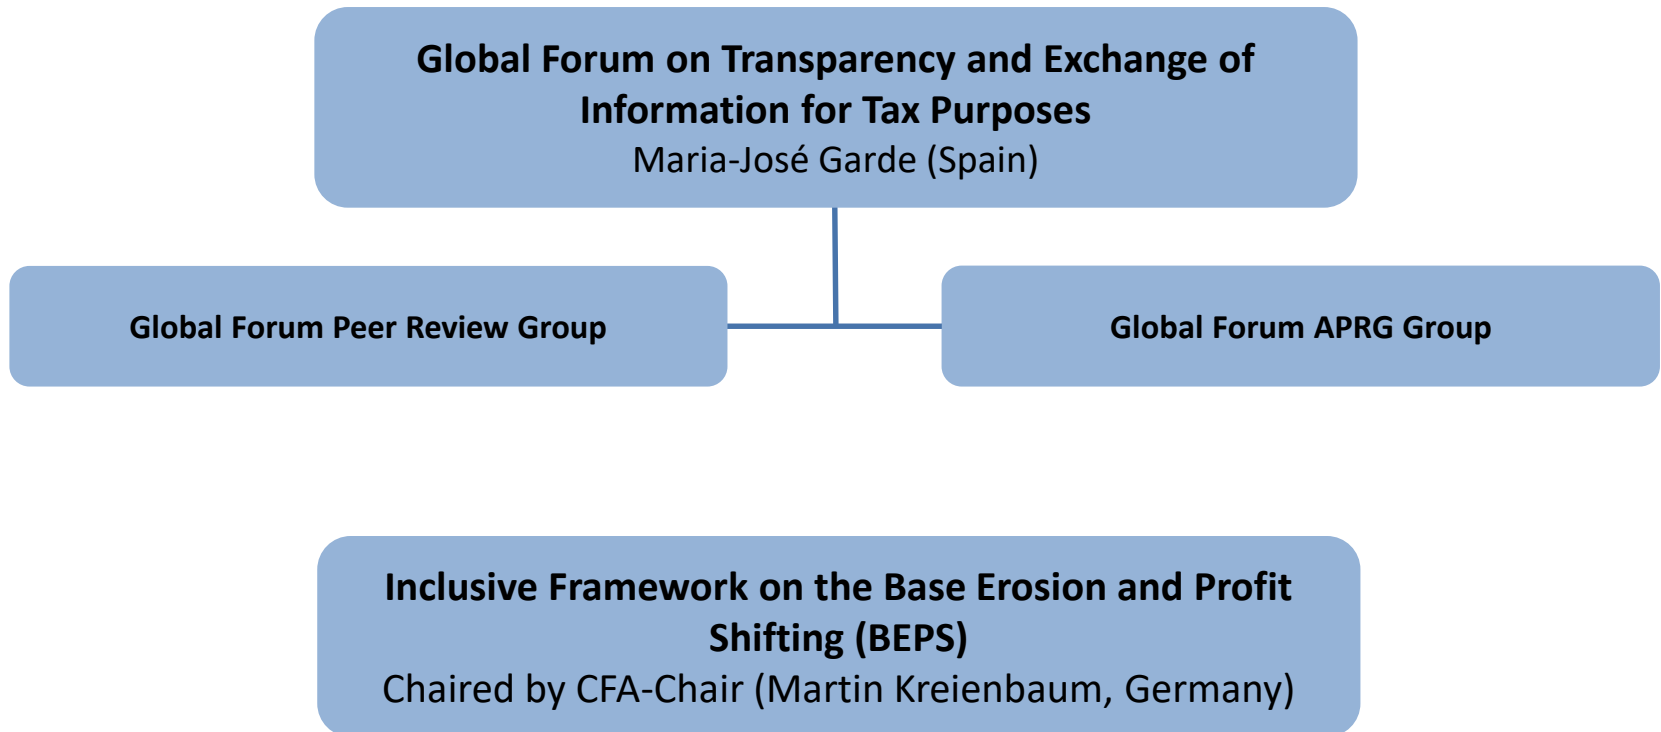 Global Forum on Transparency and Exchange of
Information for Tax Purposes
Maria-José Garde (Spain)
Global Forum Peer Review Group
Global Forum APRG Group
Inclusive Framework on the Base Erosion and Profit
Shifting (BEPS)
Chaired by CFA-Chair (Martin Kreienbaum, Germany)